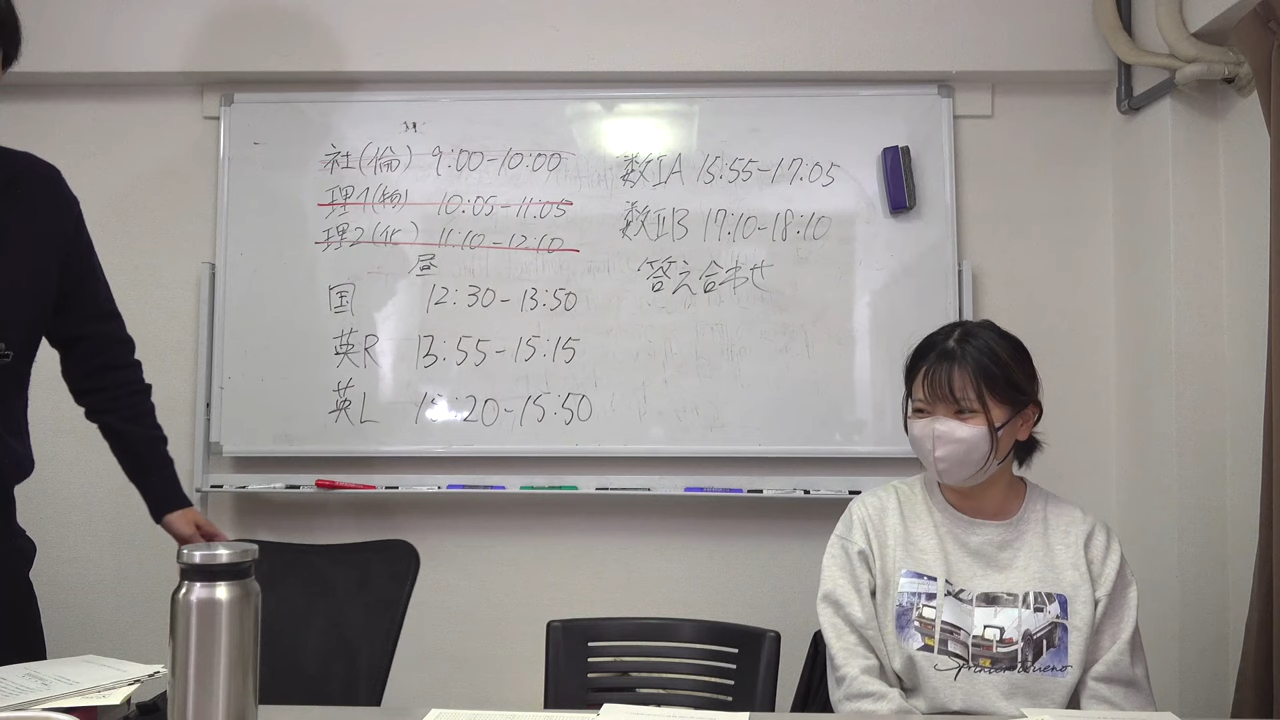 社(倫) 9:00-10:00
理1(物) 10:05-11:05
理2(化) 11:10-12:10
昼
国 12:30-13:50
英R 13:55-15:15
英L 15:20-15:50
数ⅠA 15:55-17:05
数ⅡB 17:10-18:10
答え合わせ
Sprinter Trueno